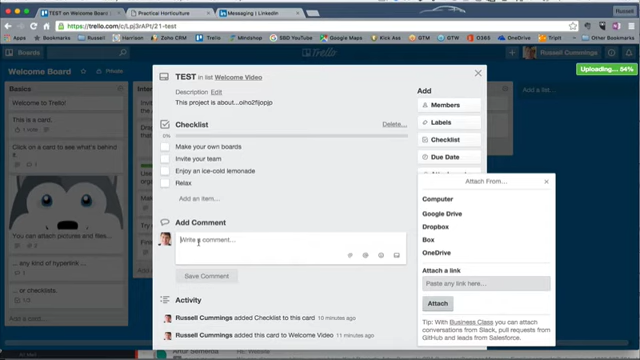 TEST on Welcome Board
Practical Horticulture
Messaging | LinkedIn
Russell
https://trello.com/c/Lpj3rAPt/21-test
Apps
Harrison
Trello
Zoho CRM
Mindshop
SBD YouTube
Google
Kick Ass
GTM
GTW
O365
OneDrive
Other Bookmarks
Boards
Trello
Russell Cummings
Uploading... 54%
Welcome Board
Private
Basics
Add a list...
Welcome to Trello!
This is a card.
Click on a card to see what's behind it.
You can attach pictures and files...
... any kind of hyperlink ...
... or checklists.
Add a card...
TEST in list Welcome Video
Description Edit
This project is about...oiho2fijopjp
Checklist
Delete...
0%
Make your own boards
Invite your team
Enjoy an ice-cold lemonade
Relax
Add an item...
Add Comment
Write a comment...
Save Comment
Activity
Russell Cummings added Checklist to this card 10 minutes ago
Russell Cummings added this card to Welcome Video 11 minutes ago
Add
Members
Labels
Checklist
Due Date
Attach From...
Computer
Google Drive
Dropbox
Box
OneDrive
Attach a link
Paste any link here...
Attach
Tip: With Business Class you can attach
conversations from Slack, pull requests from
GitHub and leads from Salesforce.